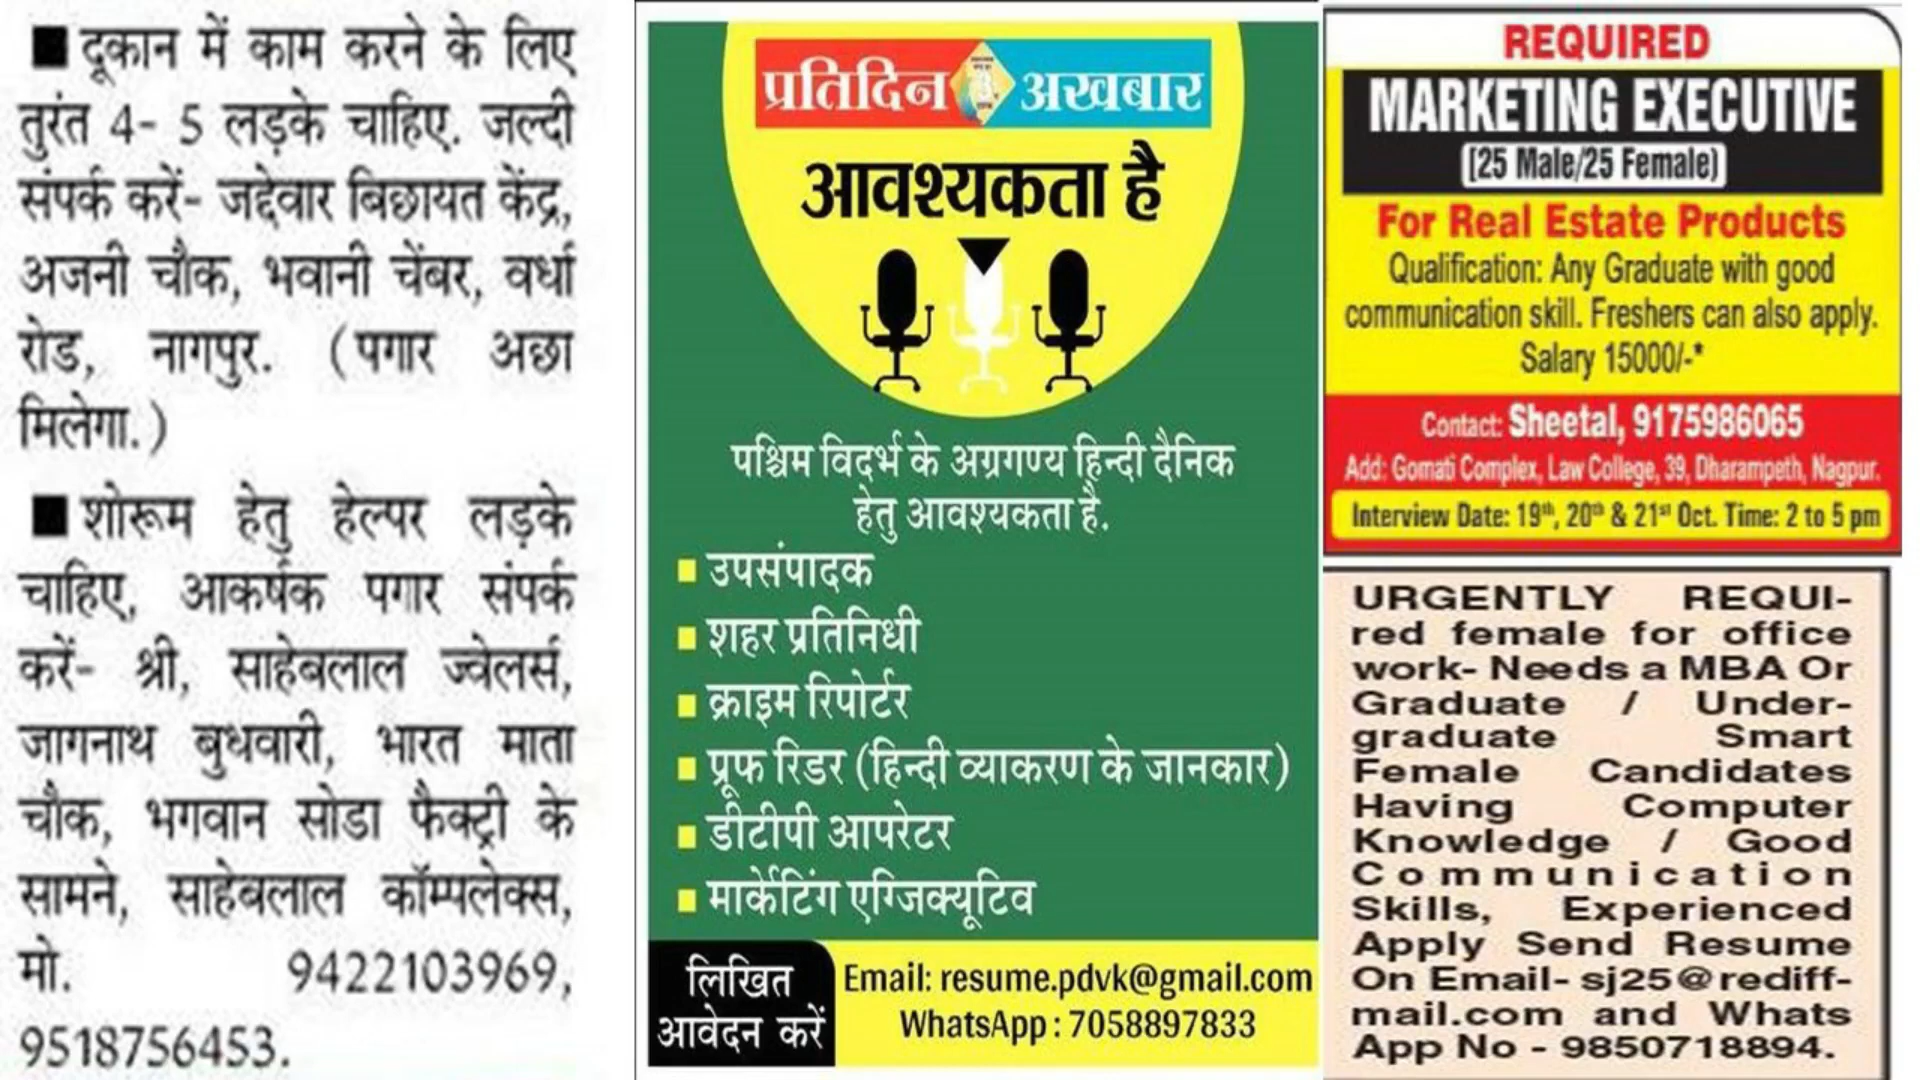 ■ दूकान में काम करने के लिए
तुरंत 4- 5 लड़के चाहिए. जल्दी
संपर्क करें- जद्देवार बिछायत केंद्र,
अजनी चौक, भवानी चेंबर, वर्धा
रोड, नागपुर. (पगार अछा
मिलेगा.)
■ शोरूम हेतु हेल्पर लड़के
चाहिए, आकर्षक पगार संपर्क
करें- श्री, साहेबलाल ज्वेलर्स,
जागनाथ बुधवारी, भारत माता
चौक, भगवान सोडा फैक्ट्री के
सामने, साहेबलाल कॉम्पलेक्स,
मो. 9422103969,
9518756453.
प्रतिदिन अखबार
आवश्यकता है
पश्चिम विदर्भ के अग्रगण्य हिन्दी दैनिक
हेतु आवश्यकता है.
उपसंपादक
शहर प्रतिनिधी
क्राइम रिपोर्टर
प्रूफ रिडर (हिन्दी व्याकरण के जानकार)
डीटीपी आपरेटर
मार्केटिंग एग्जिक्यूटिव
लिखित
आवेदन करें
Email: resume.pdvk@gmail.com
WhatsApp : 7058897833
REQUIRED
MARKETING EXECUTIVE
[25 Male/25 Female)
For Real Estate Products
Qualification: Any Graduate with good
communication skill. Freshers can also apply.
Salary 15000/-*
Contact: Sheetal, 9175986065
Add: Gomati Complex, Law College, 39, Dharampeth, Nagpur.
Interview Date: 19th, 20th & 21st Oct. Time: 2 to 5 pm
URGENTLY REQUI-
red female for office
work- Needs a MBA Or
Graduate / Under-
graduate Smart
Female Candidates
Having Computer
Knowledge / Good
Communication
Skills, Experienced
Apply Send Resume
On Email- sj25@rediff-
mail.com and Whats
App No - 9850718894.